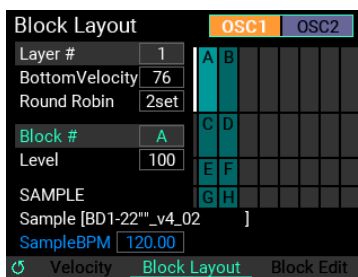 Block Layout OSC1 OSC2
Layer # 1 A B
BottomVelocity 76
Round Robin 2set
C D
Block # A
Level 100
E F
SAMPLE G H
Sample [BD1-22""_v4_02 ]
SampleBPM 120.00
Velocity Block Layout Block Edit